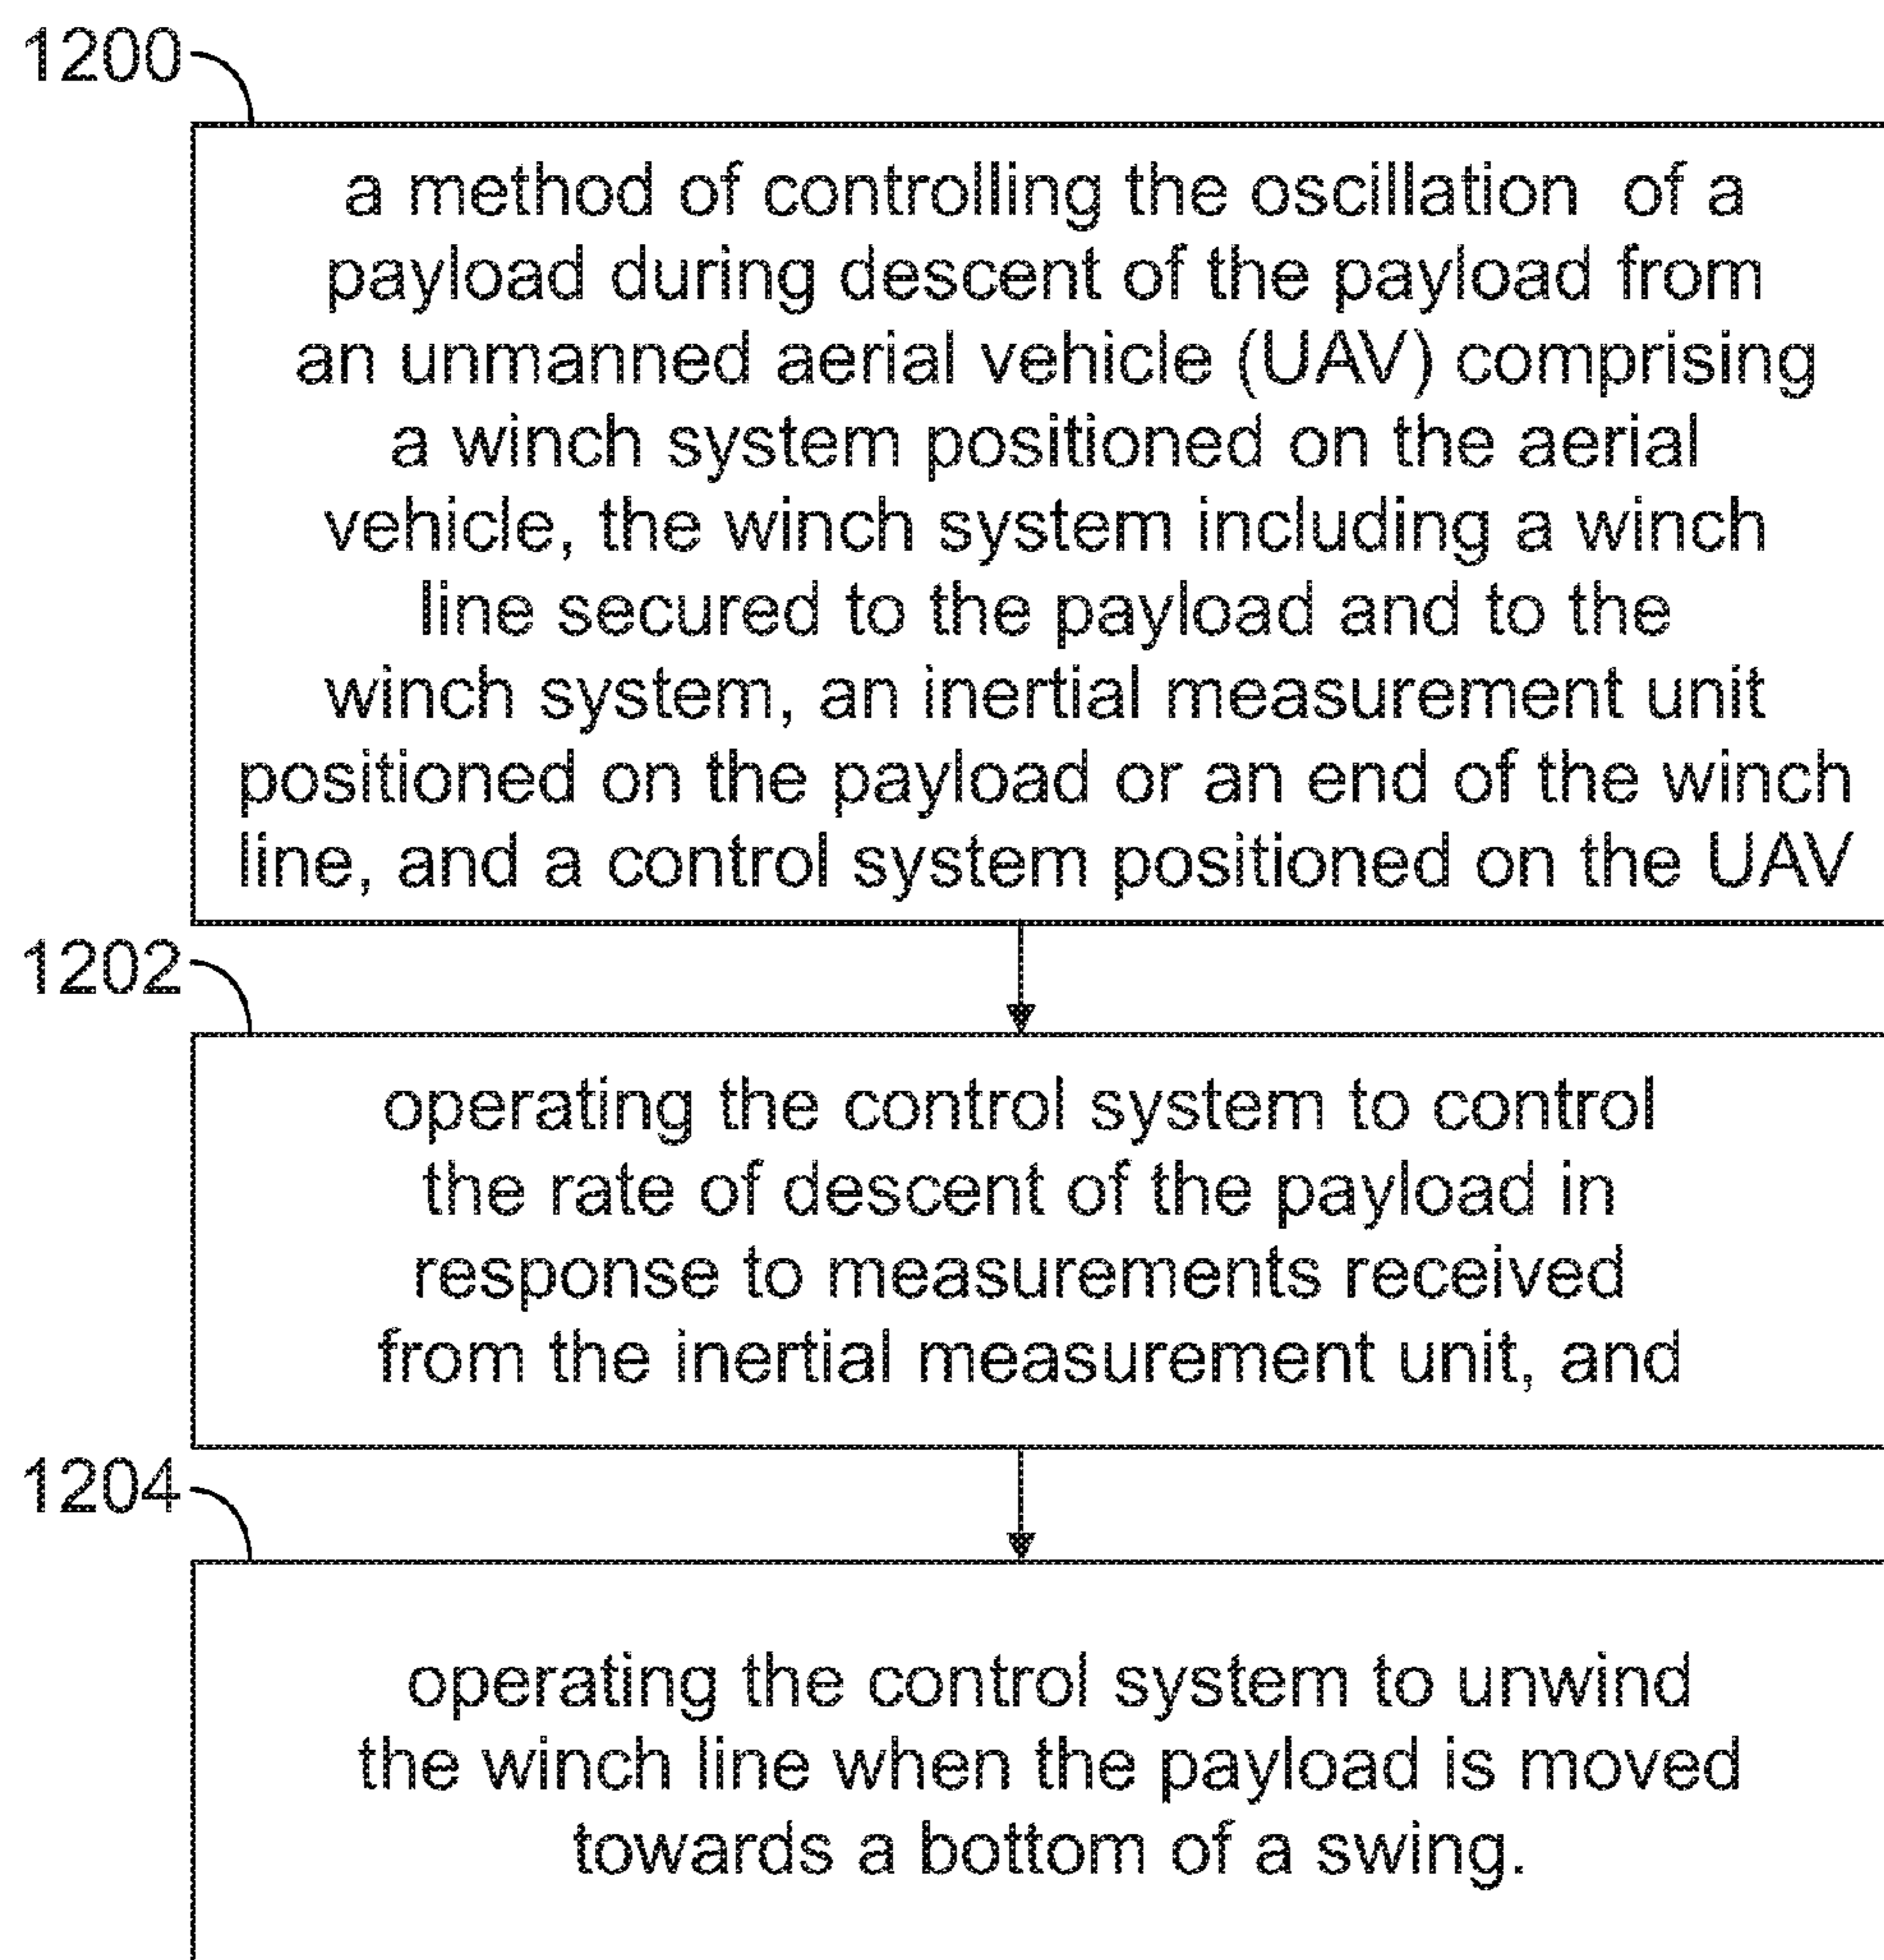 1200
a method of controlling the oscillation of a
payload during descent of the payload from
an unmanned aerial vehicle (UAV) comprising
a winch system positioned on the aerial
vehicle, the winch system including a winch
line secured to the payload and to the
winch system, an inertial measurement unit
positioned on the payload or an end of the winch
line, and a control system positioned on the UAV
1202
operating the control system to control
the rate of descent of the payload in
response to measurements received
from the inertial measurement unit, and
1204
operating the control system to unwind
the winch line when the payload is moved
towards a bottom of a swing.